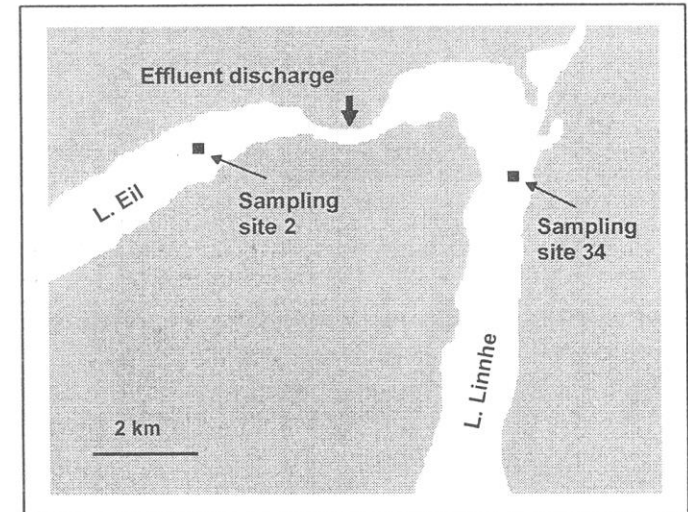 Effluent discharge
L. Eil
Sampling
site 2
Sampling
site 34
L. Linnhe
2 km